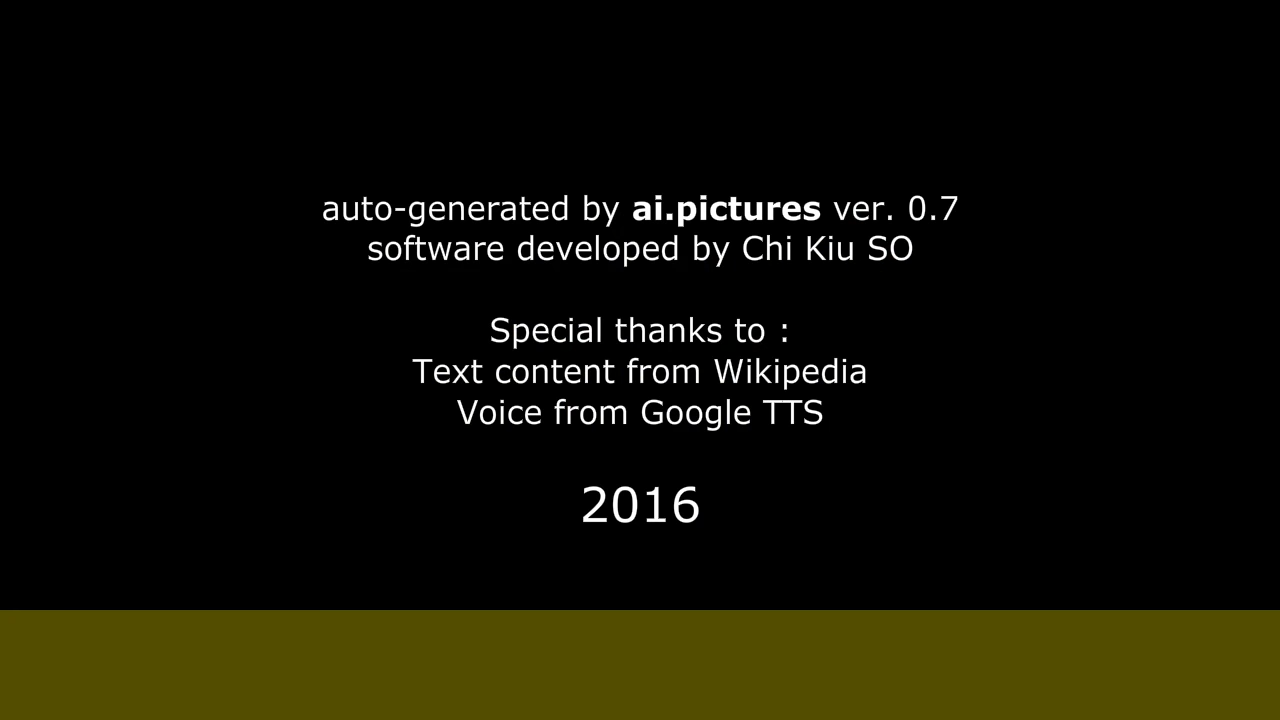 auto-generated by ai.pictures ver. 0.7
software developed by Chi Kiu SO
Special thanks to :
Text content from Wikipedia
Voice from Google TTS
2016